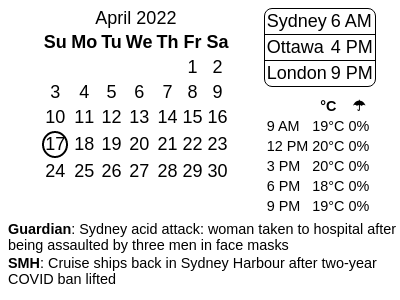 April 2022
Su Mo Tu We Th Fr Sa
1 2
3 4 5 6 7 8 9
10 11 12 13 14 15 16
17 18 19 20 21 22 23
24 25 26 27 28 29 30
Sydney 6 AM
Ottawa 4 PM
London 9 PM
°C ☂
9 AM 19°C 0%
12 PM 20°C 0%
3 PM 20°C 0%
6 PM 18°C 0%
9 PM 19°C 0%
Guardian: Sydney acid attack: woman taken to hospital after
being assaulted by three men in face masks
SMH: Cruise ships back in Sydney Harbour after two-year
COVID ban lifted